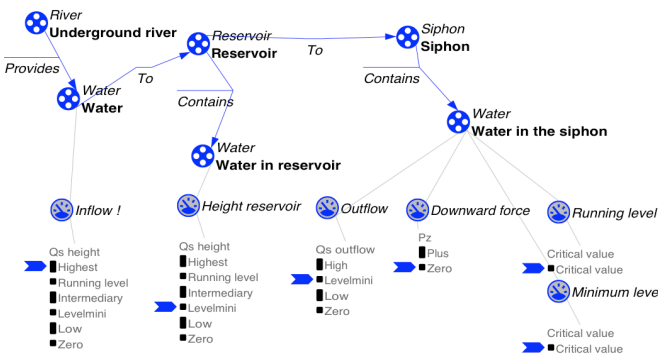 River
Underground river
Provides
Water
Water
To
Reservoir
Reservoir
Contains
Water
Water in reservoir
To
Siphon
Siphon
Contains
Water
Water in the siphon
Inflow !
Qs height
Highest
Running level
Intermediary
Levelmini
Low
Zero
Height reservoir
Qs height
Highest
Running level
Intermediary
Levelmini
Low
Zero
Outflow
Qs outflow
High
Levelmini
Low
Zero
Downward force
Pz
Plus
Zero
Running level
Critical value
Critical value
Minimum leve
Critical value
Critical value